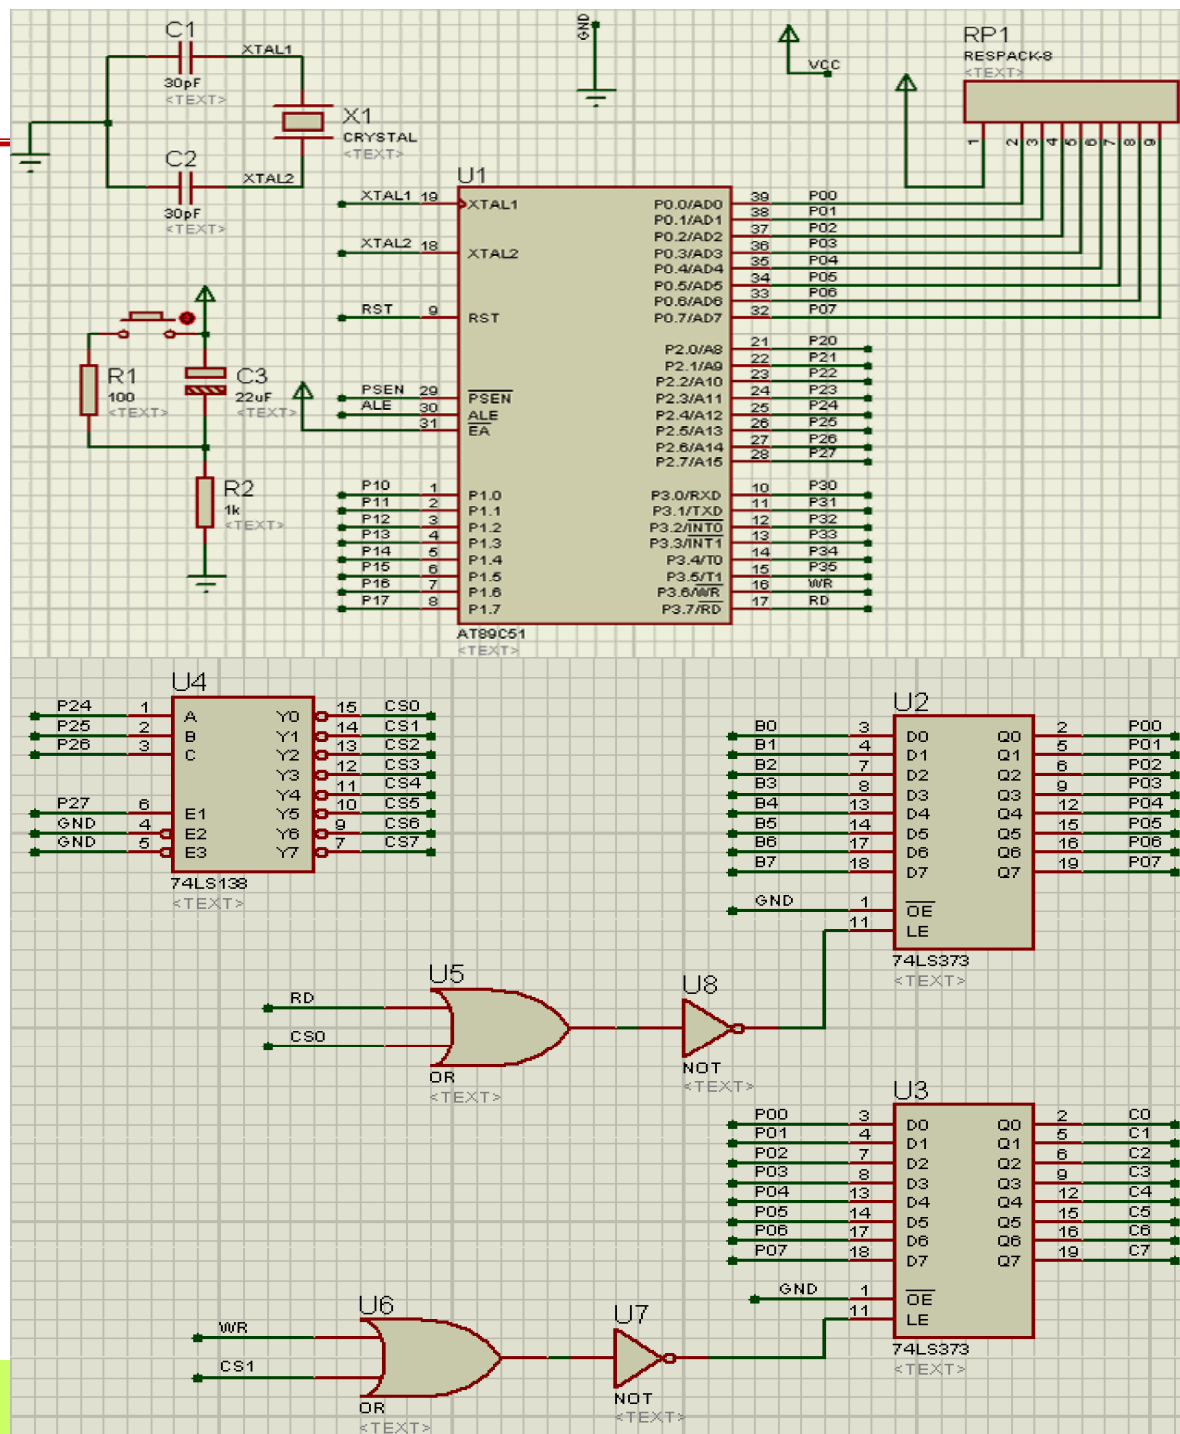 C1
XTAL1
30pF
<TEXT>
X1
CRYSTAL
<TEXT>
C2
XTAL2
30pF
<TEXT>
GND
VCC
RP1
RESPACK-8
<TEXT>
1 2 3 4 5 6 7 8 9
U1
XTAL1 19 XTAL1
XTAL2 18 XTAL2
RST 9 RST
PSEN 29 PSEN
ALE 30 ALE
31 EA
P10 1 P1.0
P11 2 P1.1
P12 3 P1.2
P13 4 P1.3
P14 5 P1.4
P15 6 P1.5
P16 7 P1.6
P17 8 P1.7
P0.0/AD0 39 P00
P0.1/AD1 38 P01
P0.2/AD2 37 P02
P0.3/AD3 36 P03
P0.4/AD4 35 P04
P0.5/AD5 34 P05
P0.6/AD6 33 P06
P0.7/AD7 32 P07
P2.0/A8 21 P20
P2.1/A9 22 P21
P2.2/A10 23 P22
P2.3/A11 24 P23
P2.4/A12 25 P24
P2.5/A13 26 P25
P2.6/A14 27 P26
P2.7/A15 28 P27
P3.0/RXD 10 P30
P3.1/TXD 11 P31
P3.2/INT0 12 P32
P3.3/INT1 13 P33
P3.4/T0 14 P34
P3.5/T1 15 P35
P3.6/WR 16 WR
P3.7/RD 17 RD
AT89C51
<TEXT>
R1
100
<TEXT>
C3
22uF
<TEXT>
R2
1k
<TEXT>
U4
P24 1 A Y0 15 CS0
P25 2 B Y1 14 CS1
P26 3 C Y2 13 CS2
Y3 12 CS3
Y4 11 CS4
P27 6 E1 Y5 10 CS5
GND 4 E2 Y6 9 CS6
GND 5 E3 Y7 7 CS7
74LS138
<TEXT>
U2
B0 3 D0 Q0 2 P00
B1 4 D1 Q1 5 P01
B2 7 D2 Q2 6 P02
B3 8 D3 Q3 9 P03
B4 13 D4 Q4 12 P04
B5 14 D5 Q5 15 P05
B6 17 D6 Q6 16 P06
B7 18 D7 Q7 19 P07
GND 1 OE
11 LE
74LS373
<TEXT>
U5
RD
CS0
OR
<TEXT>
U8
NOT
<TEXT>
U3
P00 3 D0 Q0 2 C0
P01 4 D1 Q1 5 C1
P02 7 D2 Q2 6 C2
P03 8 D3 Q3 9 C3
P04 13 D4 Q4 12 C4
P05 14 D5 Q5 15 C5
P06 17 D6 Q6 16 C6
P07 18 D7 Q7 19 C7
GND 1 OE
11 LE
74LS373
<TEXT>
U6
WR
CS1
OR
<TEXT>
U7
NOT
<TEXT>